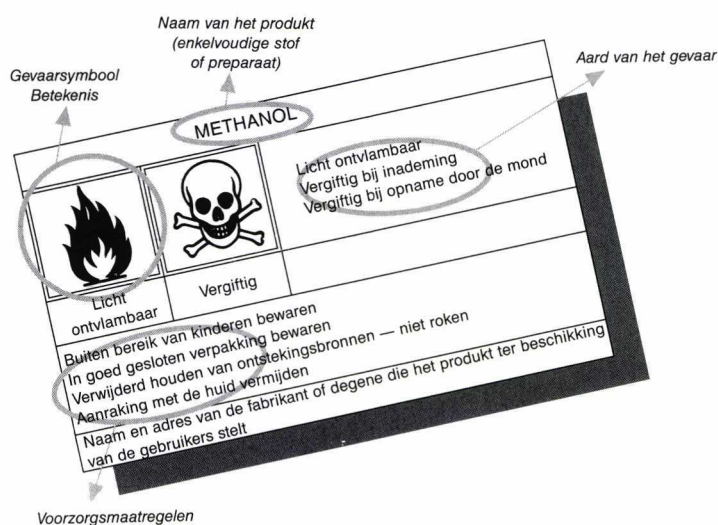 Naam van het produkt
(enkelvoudige stof
of preparaat)
Gevaarsymbool
Betekenis
Aard van het gevaar
METHANOL
Licht ontvlambaar
Vergiftig bij inademing
Vergiftig bij opname door de mond
Licht
ontvlambaar
Vergiftig
Buiten bereik van kinderen bewaren
In goed gesloten verpakking bewaren
Verwijderd houden van ontstekingsbronnen — niet roken
Aanraking met de huid vermijden
Naam en adres van de fabrikant of degene die het produkt ter beschikking
van de gebruikers stelt
Voorzorgsmaatregelen